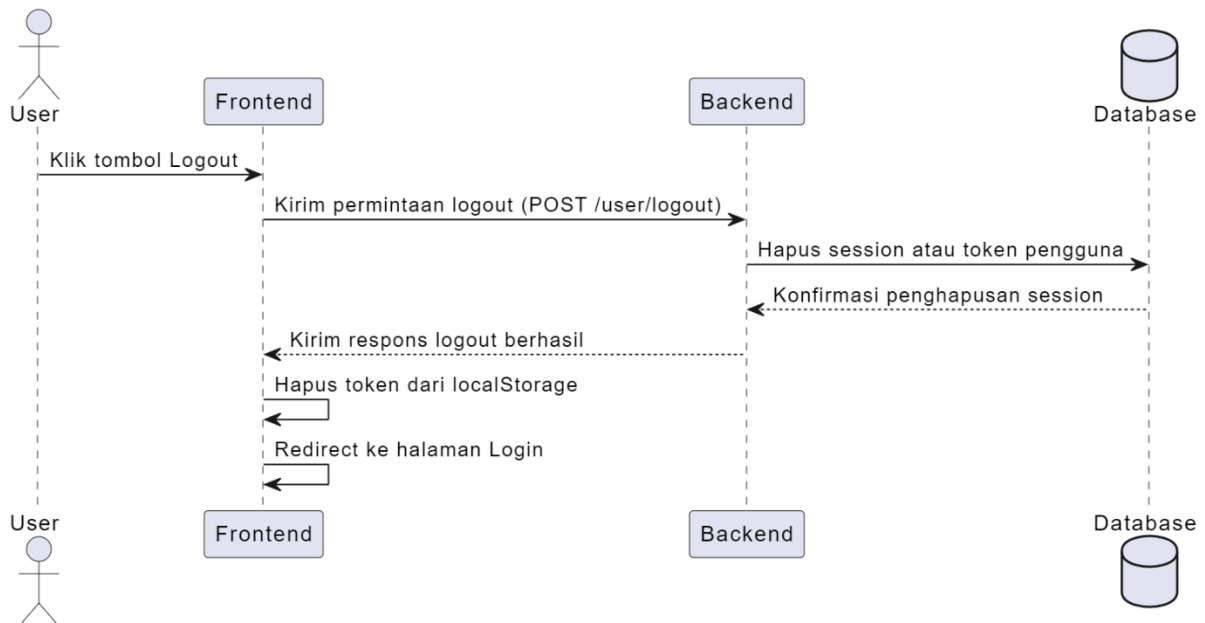 User
Frontend
Backend
Database
Klik tombol Logout
Kirim permintaan logout (POST /user/logout)
Hapus session atau token pengguna
Konfirmasi penghapusan session
Kirim respons logout berhasil
Hapus token dari localStorage
Redirect ke halaman Login
User
Frontend
Backend
Database